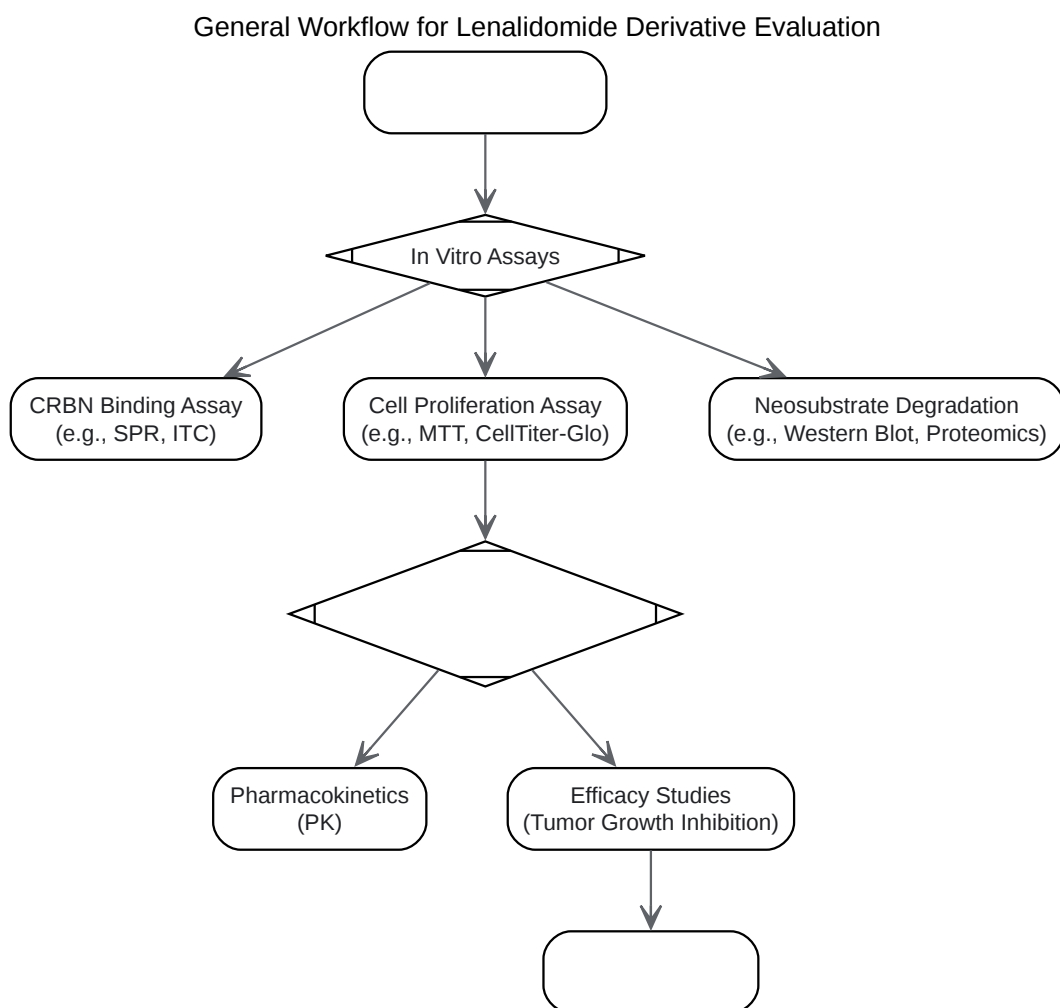 General Workflow for Lenalidomide Derivative Evaluation
In Vitro Assays
CRBN Binding Assay
(e.g., SPR, ITC)
Cell Proliferation Assay
(e.g., MTT, CellTiter-Glo)
Neosubstrate Degradation
(e.g., Western Blot, Proteomics)
Pharmacokinetics
(PK)
Efficacy Studies
(Tumor Growth Inhibition)